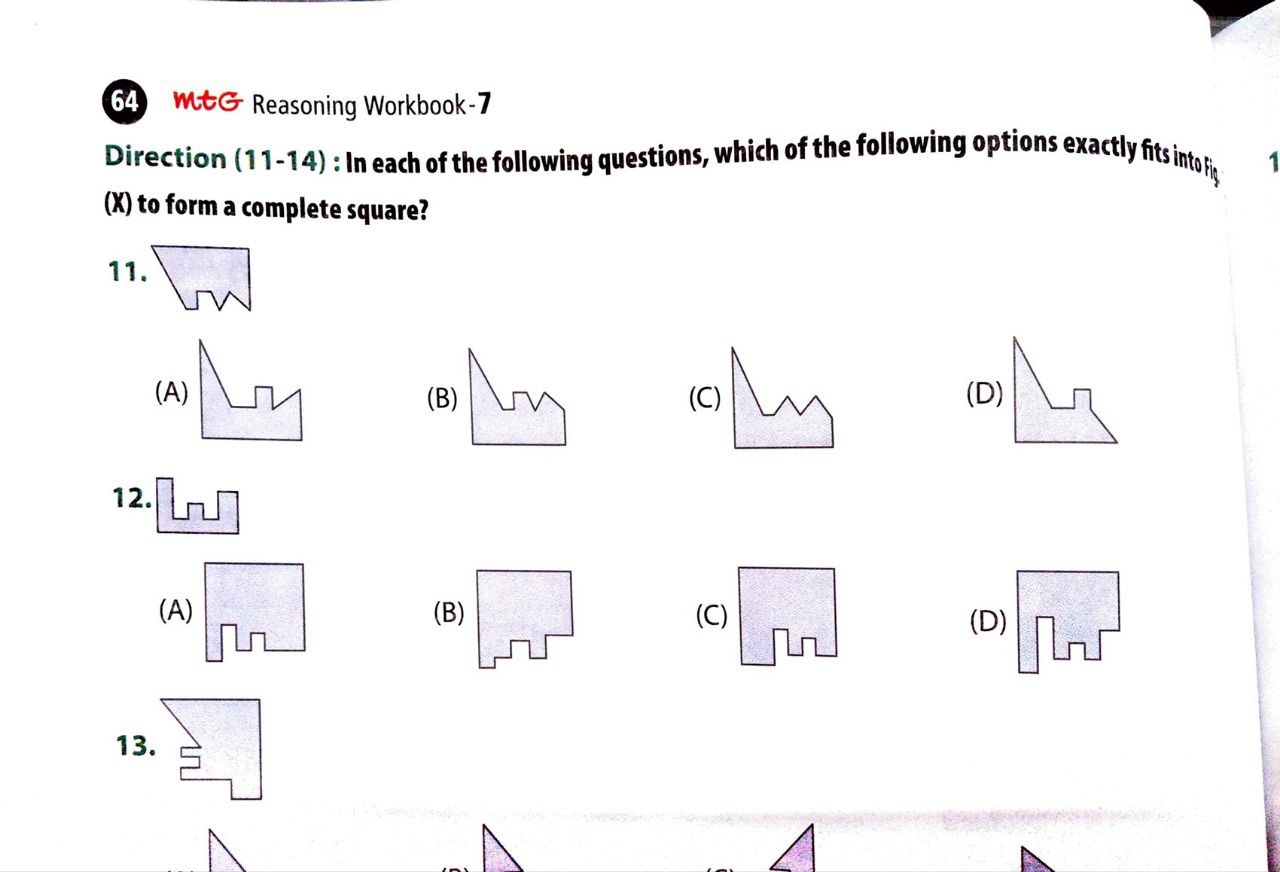 64 mtG Reasoning Workbook-7
Direction (11-14) : In each of the following questions, which of the following options exactly fits into Fig.
(X) to form a complete square?
11.
(A) (B) (C) (D)
12.
(A) (B) (C) (D)
13.
1